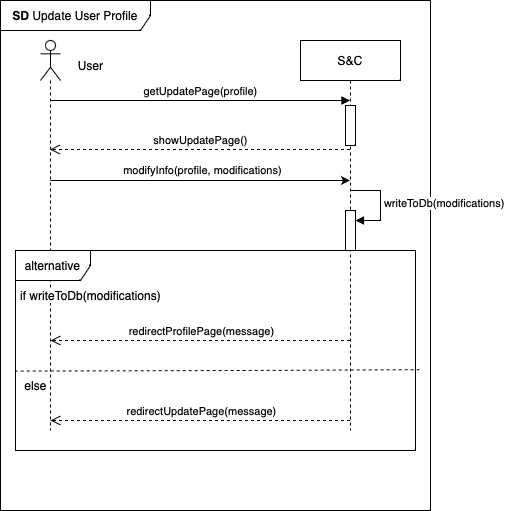 SD Update User Profile
User
S&C
getUpdatePage(profile)
showUpdatePage()
modifyInfo(profile, modifications)
writeToDb(modifications)
alternative
if writeToDb(modifications)
redirectProfilePage(message)
else
redirectUpdatePage(message)